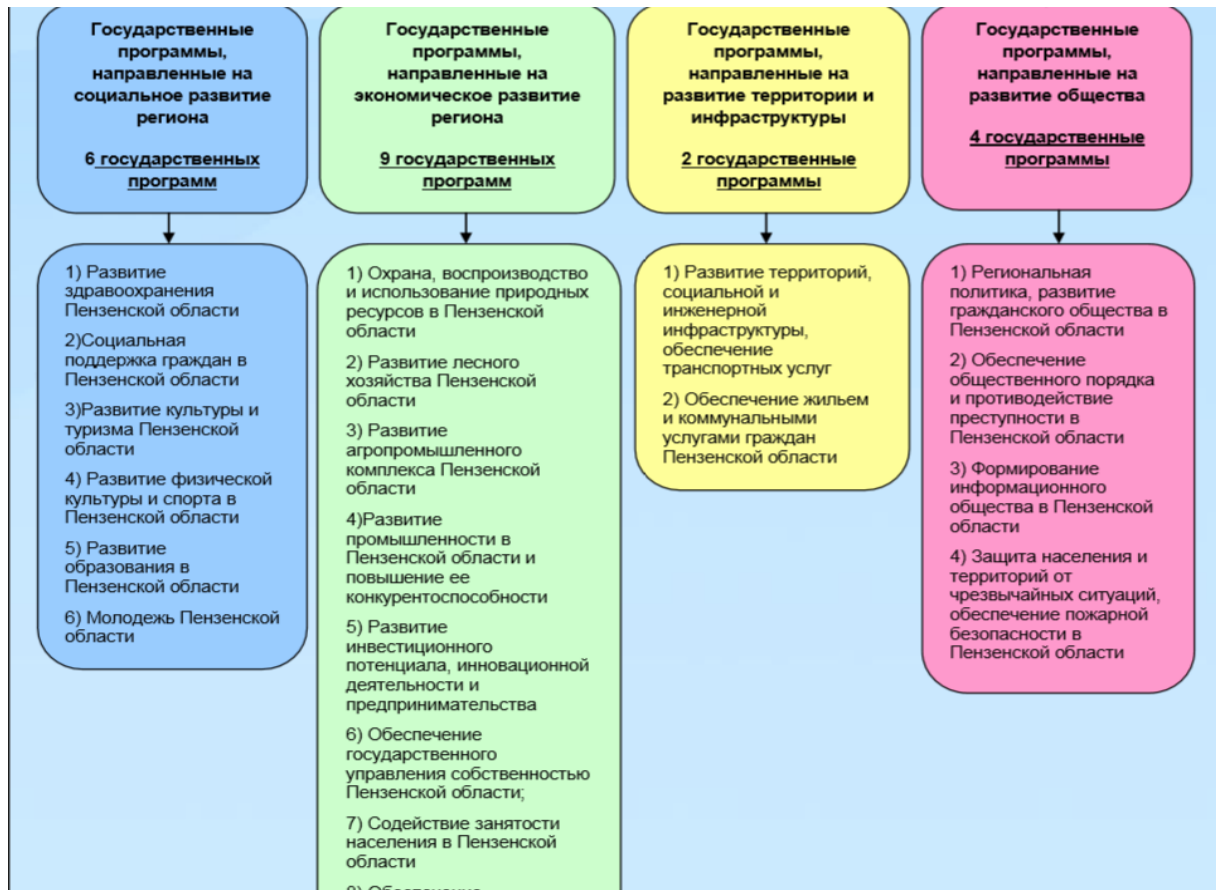 Государственные
программы,
направленные на
социальное развитие
региона
6 государственных
программ
1) Развитие
здравоохранения
Пензенской области
2)Социальная
поддержка граждан в
Пензенской области
3)Развитие культуры и
туризма Пензенской
области
4) Развитие физической
культуры и спорта в
Пензенской области
5) Развитие
образования в
Пензенской области
6) Молодежь Пензенской
области
Государственные
программы,
направленные на
экономическое развитие
региона
9 государственных
программ
1) Охрана, воспроизводство
и использование природных
ресурсов в Пензенской
области
2) Развитие лесного
хозяйства Пензенской
области
3) Развитие
агропромышленного
комплекса Пензенской
области
4)Развитие
промышленности в
Пензенской области и
повышение ее
конкурентоспособности
5) Развитие
инвестиционного
потенциала, инновационной
деятельности и
предпринимательства
6) Обеспечение
государственного
управления собственностью
Пензенской области;
7) Содействие занятости
населения в Пензенской
области
Государственные
программы,
направленные на
развитие территории и
инфраструктуры
2 государственные
программы
1) Развитие территорий,
социальной и
инженерной
инфраструктуры,
обеспечение
транспортных услуг
2) Обеспечение жильем
и коммунальными
услугами граждан
Пензенской области
Государственные
программы,
направленные на
развитие общества
4 государственные
программы
1) Региональная
политика, развитие
гражданского общества в
Пензенской области
2) Обеспечение
общественного порядка
и противодействие
преступности в
Пензенской области
3) Формирование
информационного
общества в Пензенской
области
4) Защита населения и
территорий от
чрезвычайных ситуаций,
обеспечение пожарной
безопасности в
Пензенской области